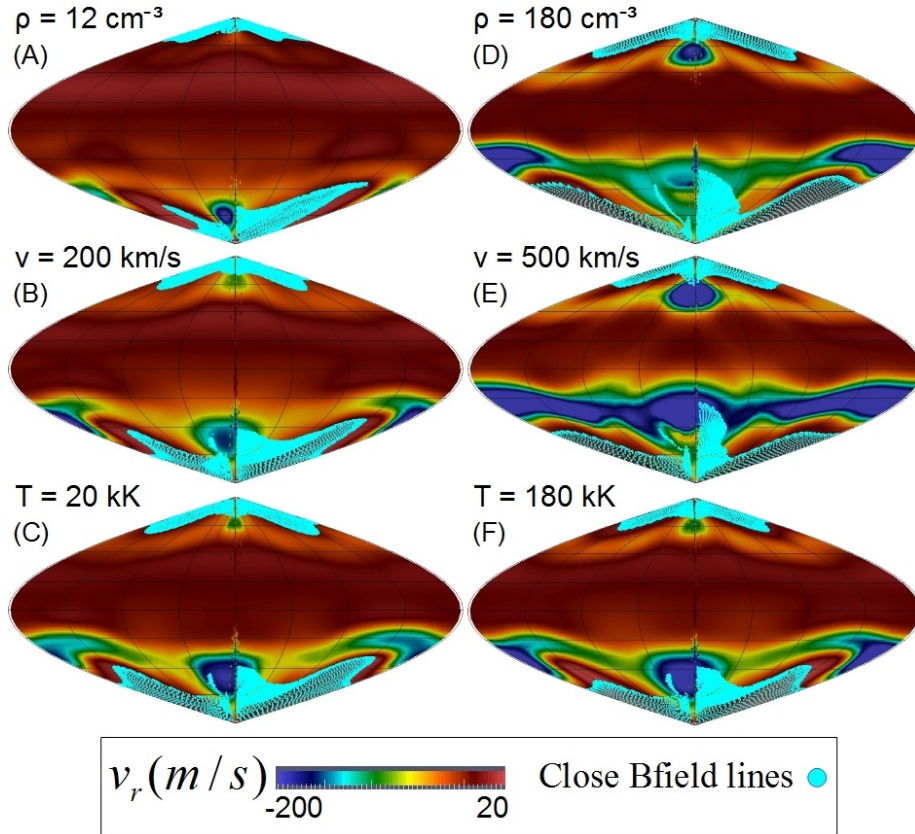 ρ = 12 cm⁻³
(A)
ρ = 180 cm⁻³
(D)
v = 200 km/s
(B)
v = 500 km/s
(E)
T = 20 kK
(C)
T = 180 kK
(F)
v_r (m/s)
-200
20
Close Bfield lines